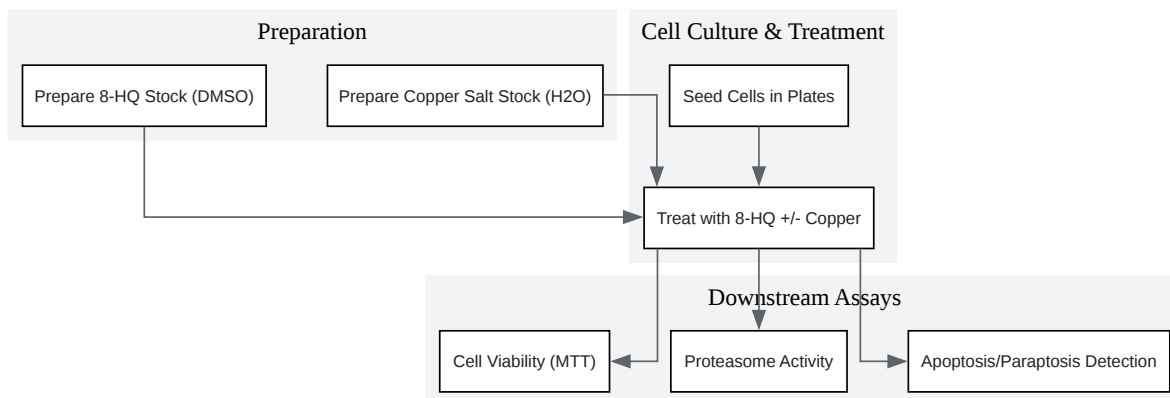 Preparation
Cell Culture & Treatment
Prepare 8-HQ Stock (DMSO)
Prepare Copper Salt Stock (H2O)
Seed Cells in Plates
Treat with 8-HQ +/- Copper
Downstream Assays
Cell Viability (MTT)
Proteasome Activity
Apoptosis/Paraptosis Detection